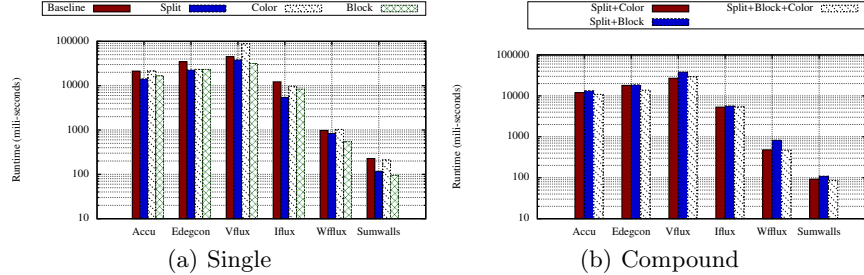 Baseline Split Color Block
100000
10000
1000
100
10
Runtime (mili-seconds)
Accu Edegcon Vflux Iflux Wfflux Sumwalls
(a) Single
Split+Color Split+Block+Color
Split+Block
100000
10000
1000
100
10
Runtime (mili-seconds)
Accu Edegcon Vflux Iflux Wfflux Sumwalls
(b) Compound